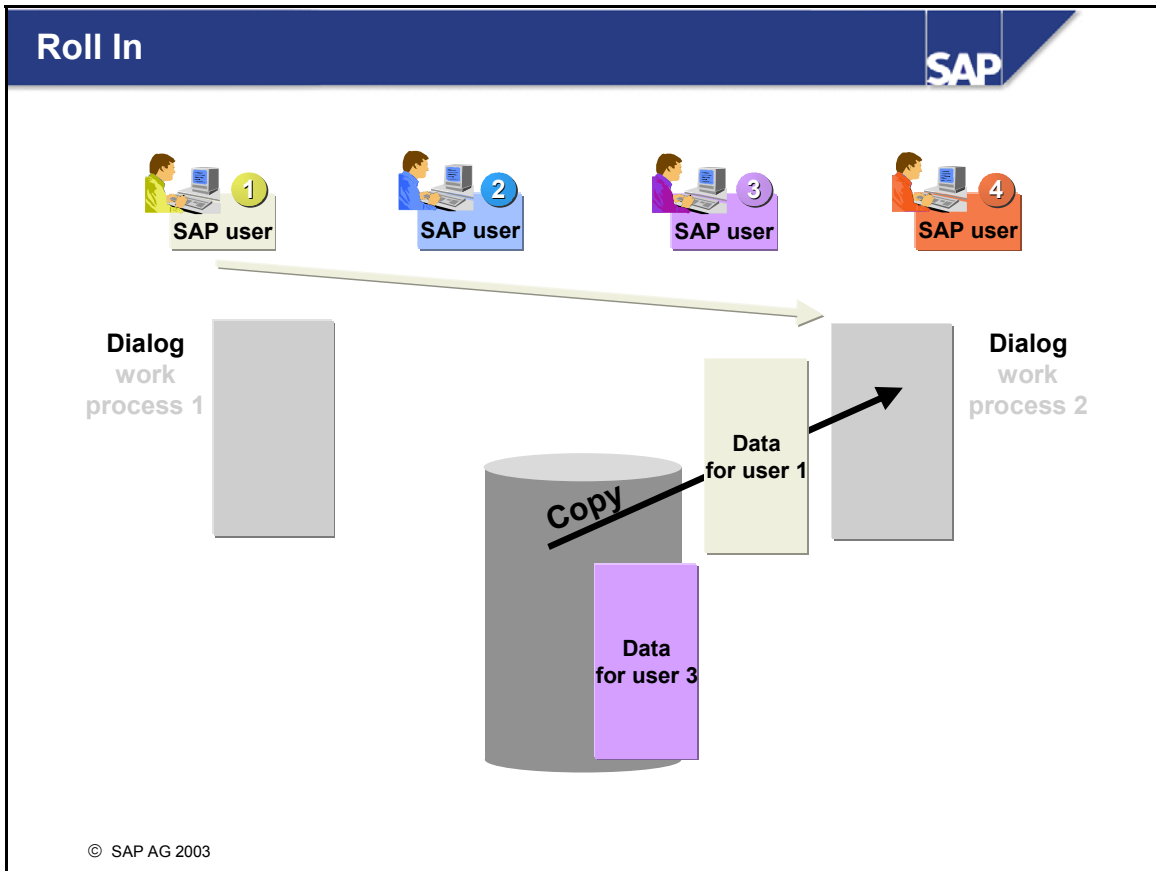 Roll In
SAP
1
SAP user
2
SAP user
3
SAP user
4
SAP user
Dialog
work
process 1
Dialog
work
process 2
Data
for user 1
Copy
Data
for user 3
© SAP AG 2003